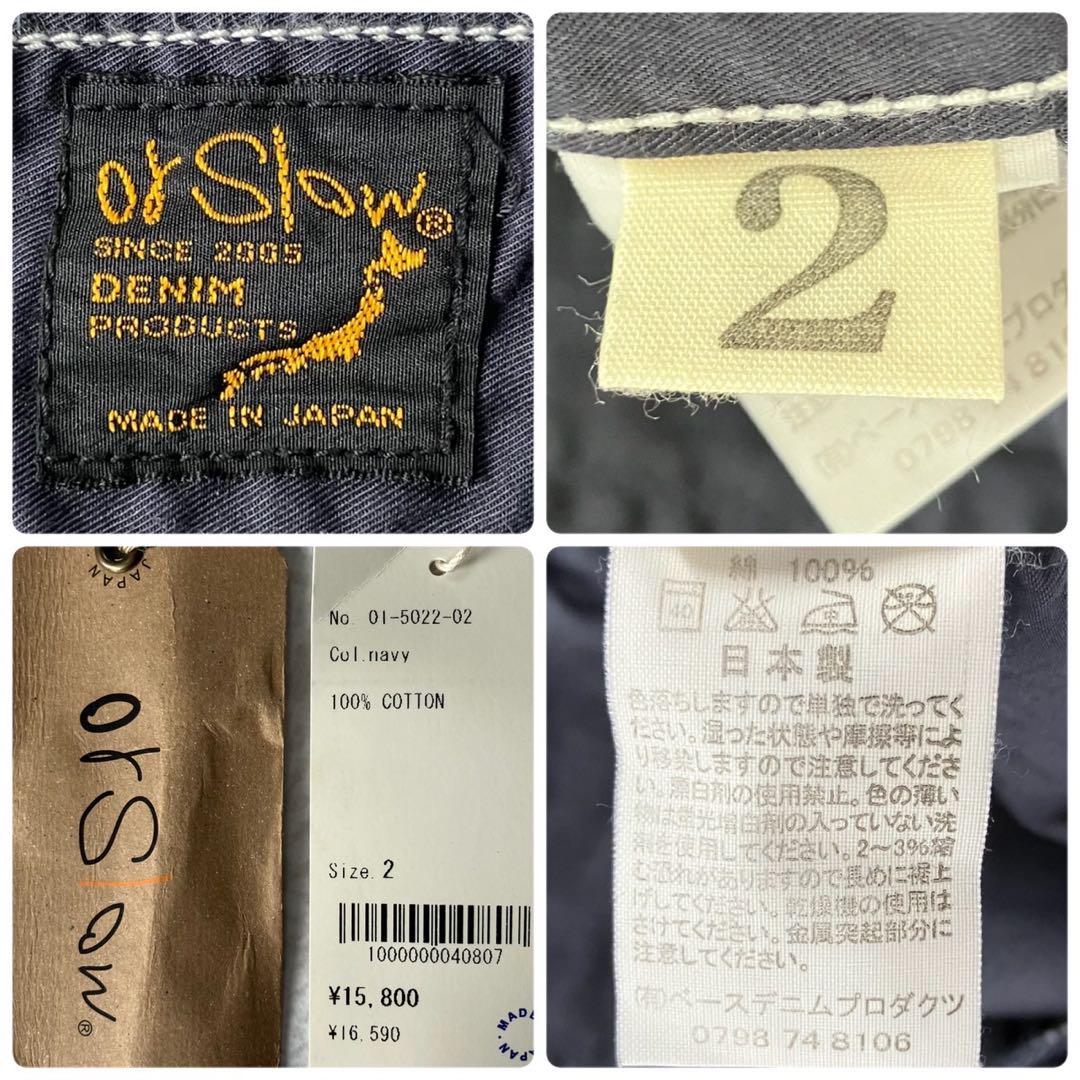 orSlow®
SINCE 2005
DENIM
PRODUCTS
MADE IN JAPAN
2
プロダ
0798
JAPAN.
orSlow®
No. 01-5022-02
Col.navy
100% COTTON
Size. 2
1000000040807
¥15,800
¥16,590
MADE
JAPAN.
綿 100%
40
日本製
色落ちしますので単独で洗ってく
ださい。湿った状態や摩擦等によ
り移染しますので注意してくださ
い。漂白剤の使用禁止。色の薄い
物は蛍光増白剤の入っていない洗
剤を使用してください。2～3%縮
む恐れがありますので長めに裾上
げしてください。乾燥機の使用は
さけてください。金属突起部分に
注意してください。
(有)ベースデニムプロダクツ
0798 74 8106